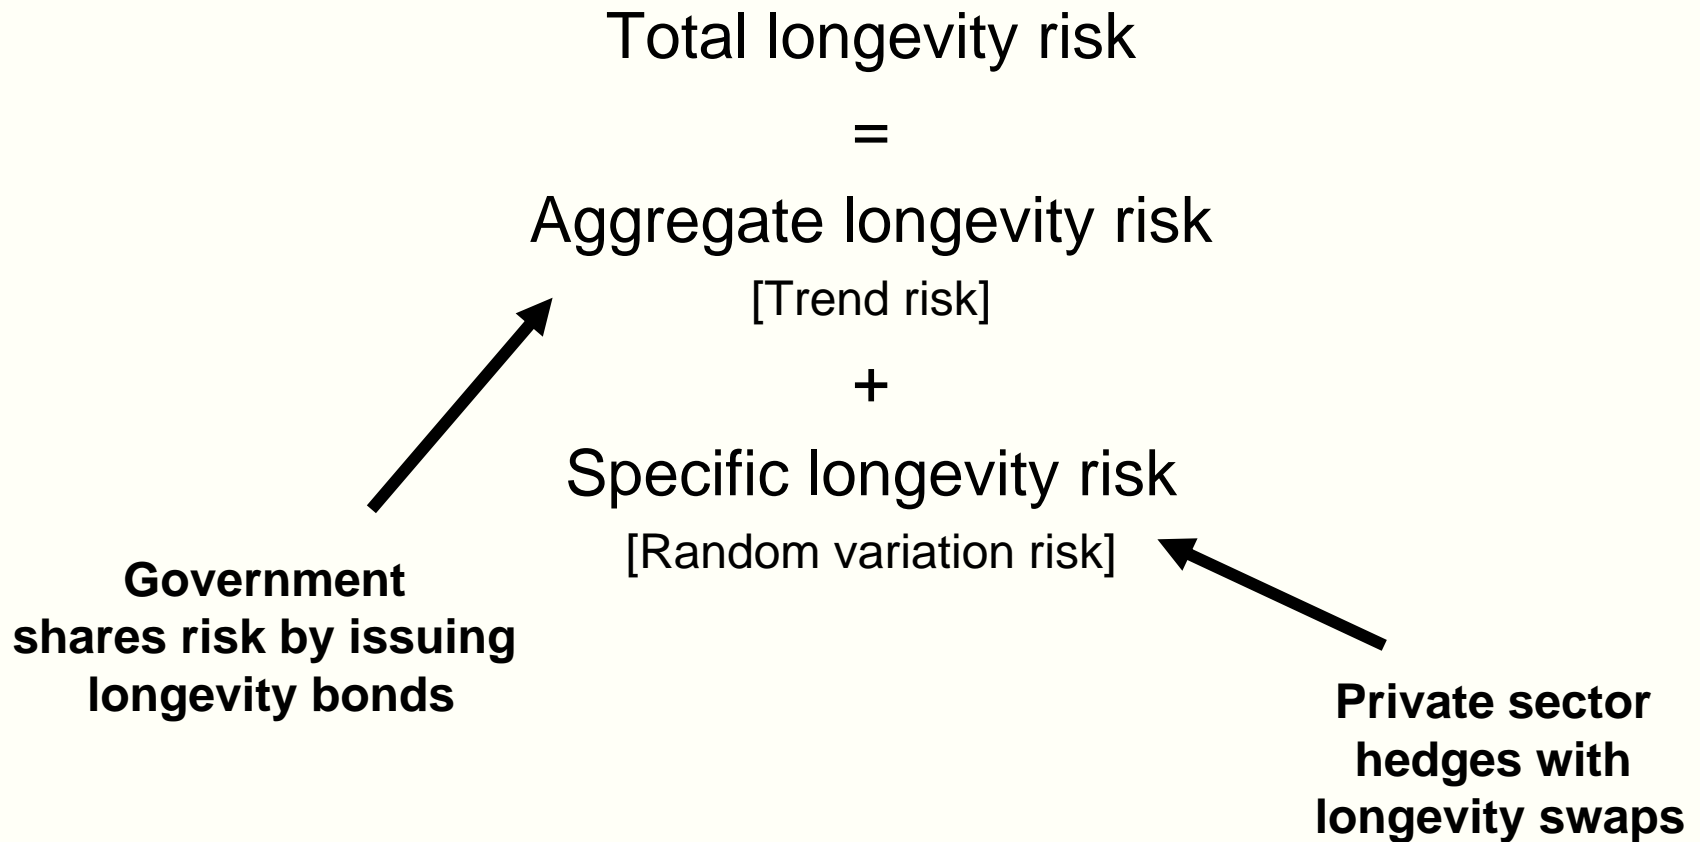 Total longevity risk
=
Aggregate longevity risk
[Trend risk]
+
Specific longevity risk
[Random variation risk]
Government
shares risk by issuing
longevity bonds
Private sector
hedges with
longevity swaps